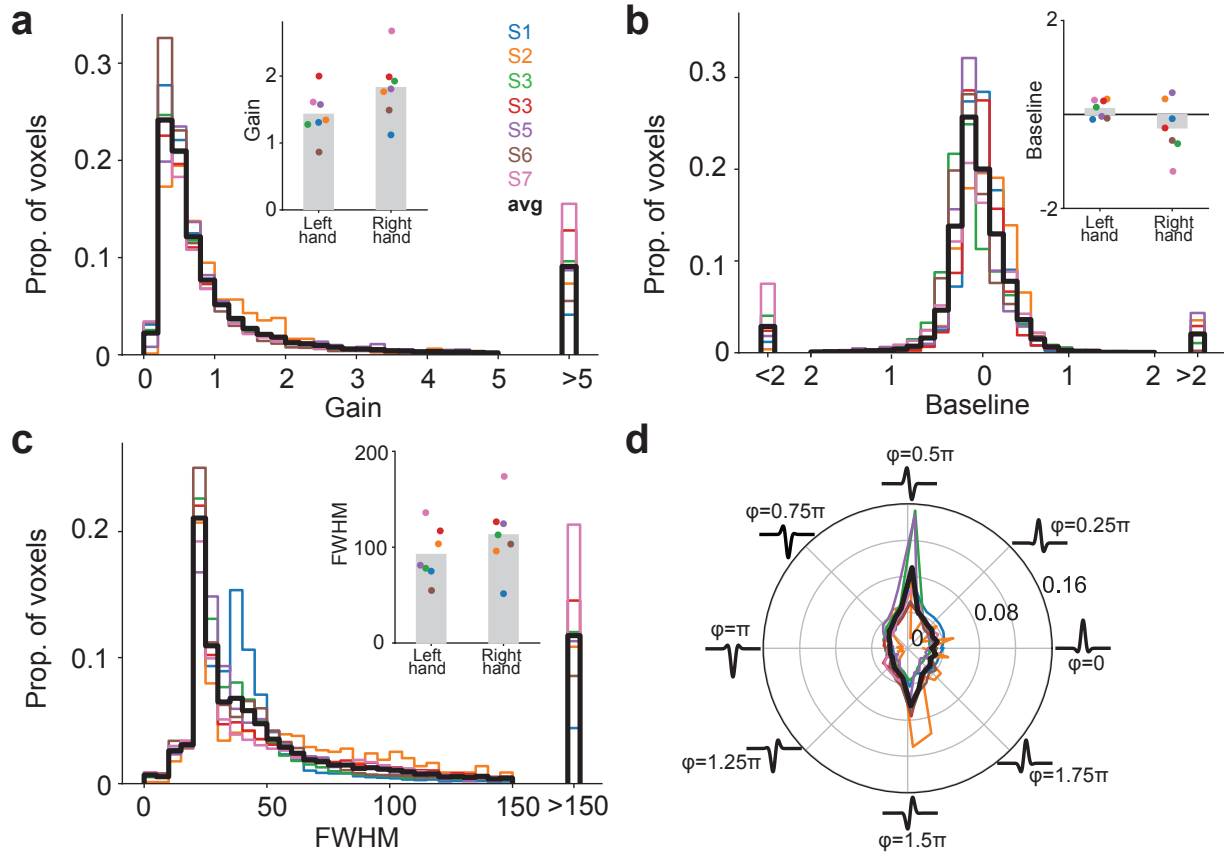 a
Prop. of voxels
0.3
0.2
0.1
0
0
1
2
3
4
5
>5
Gain
Gain
2
1
0
Left
hand
Right
hand
S1
S2
S3
S3
S5
S6
S7
avg
b
Prop. of voxels
0.3
0.2
0.1
0
<2
2
1
0
1
2
>2
Baseline
Baseline
2
-2
Left
hand
Right
hand
c
Prop. of voxels
0.2
0.1
0
0
50
100
150
>150
FWHM
FWHM
200
100
0
Left
hand
Right
hand
d
φ=0.5π
φ=0.75π
φ=0.25π
0.16
0.08
0
φ=π
φ=0
φ=1.25π
φ=1.75π
φ=1.5π